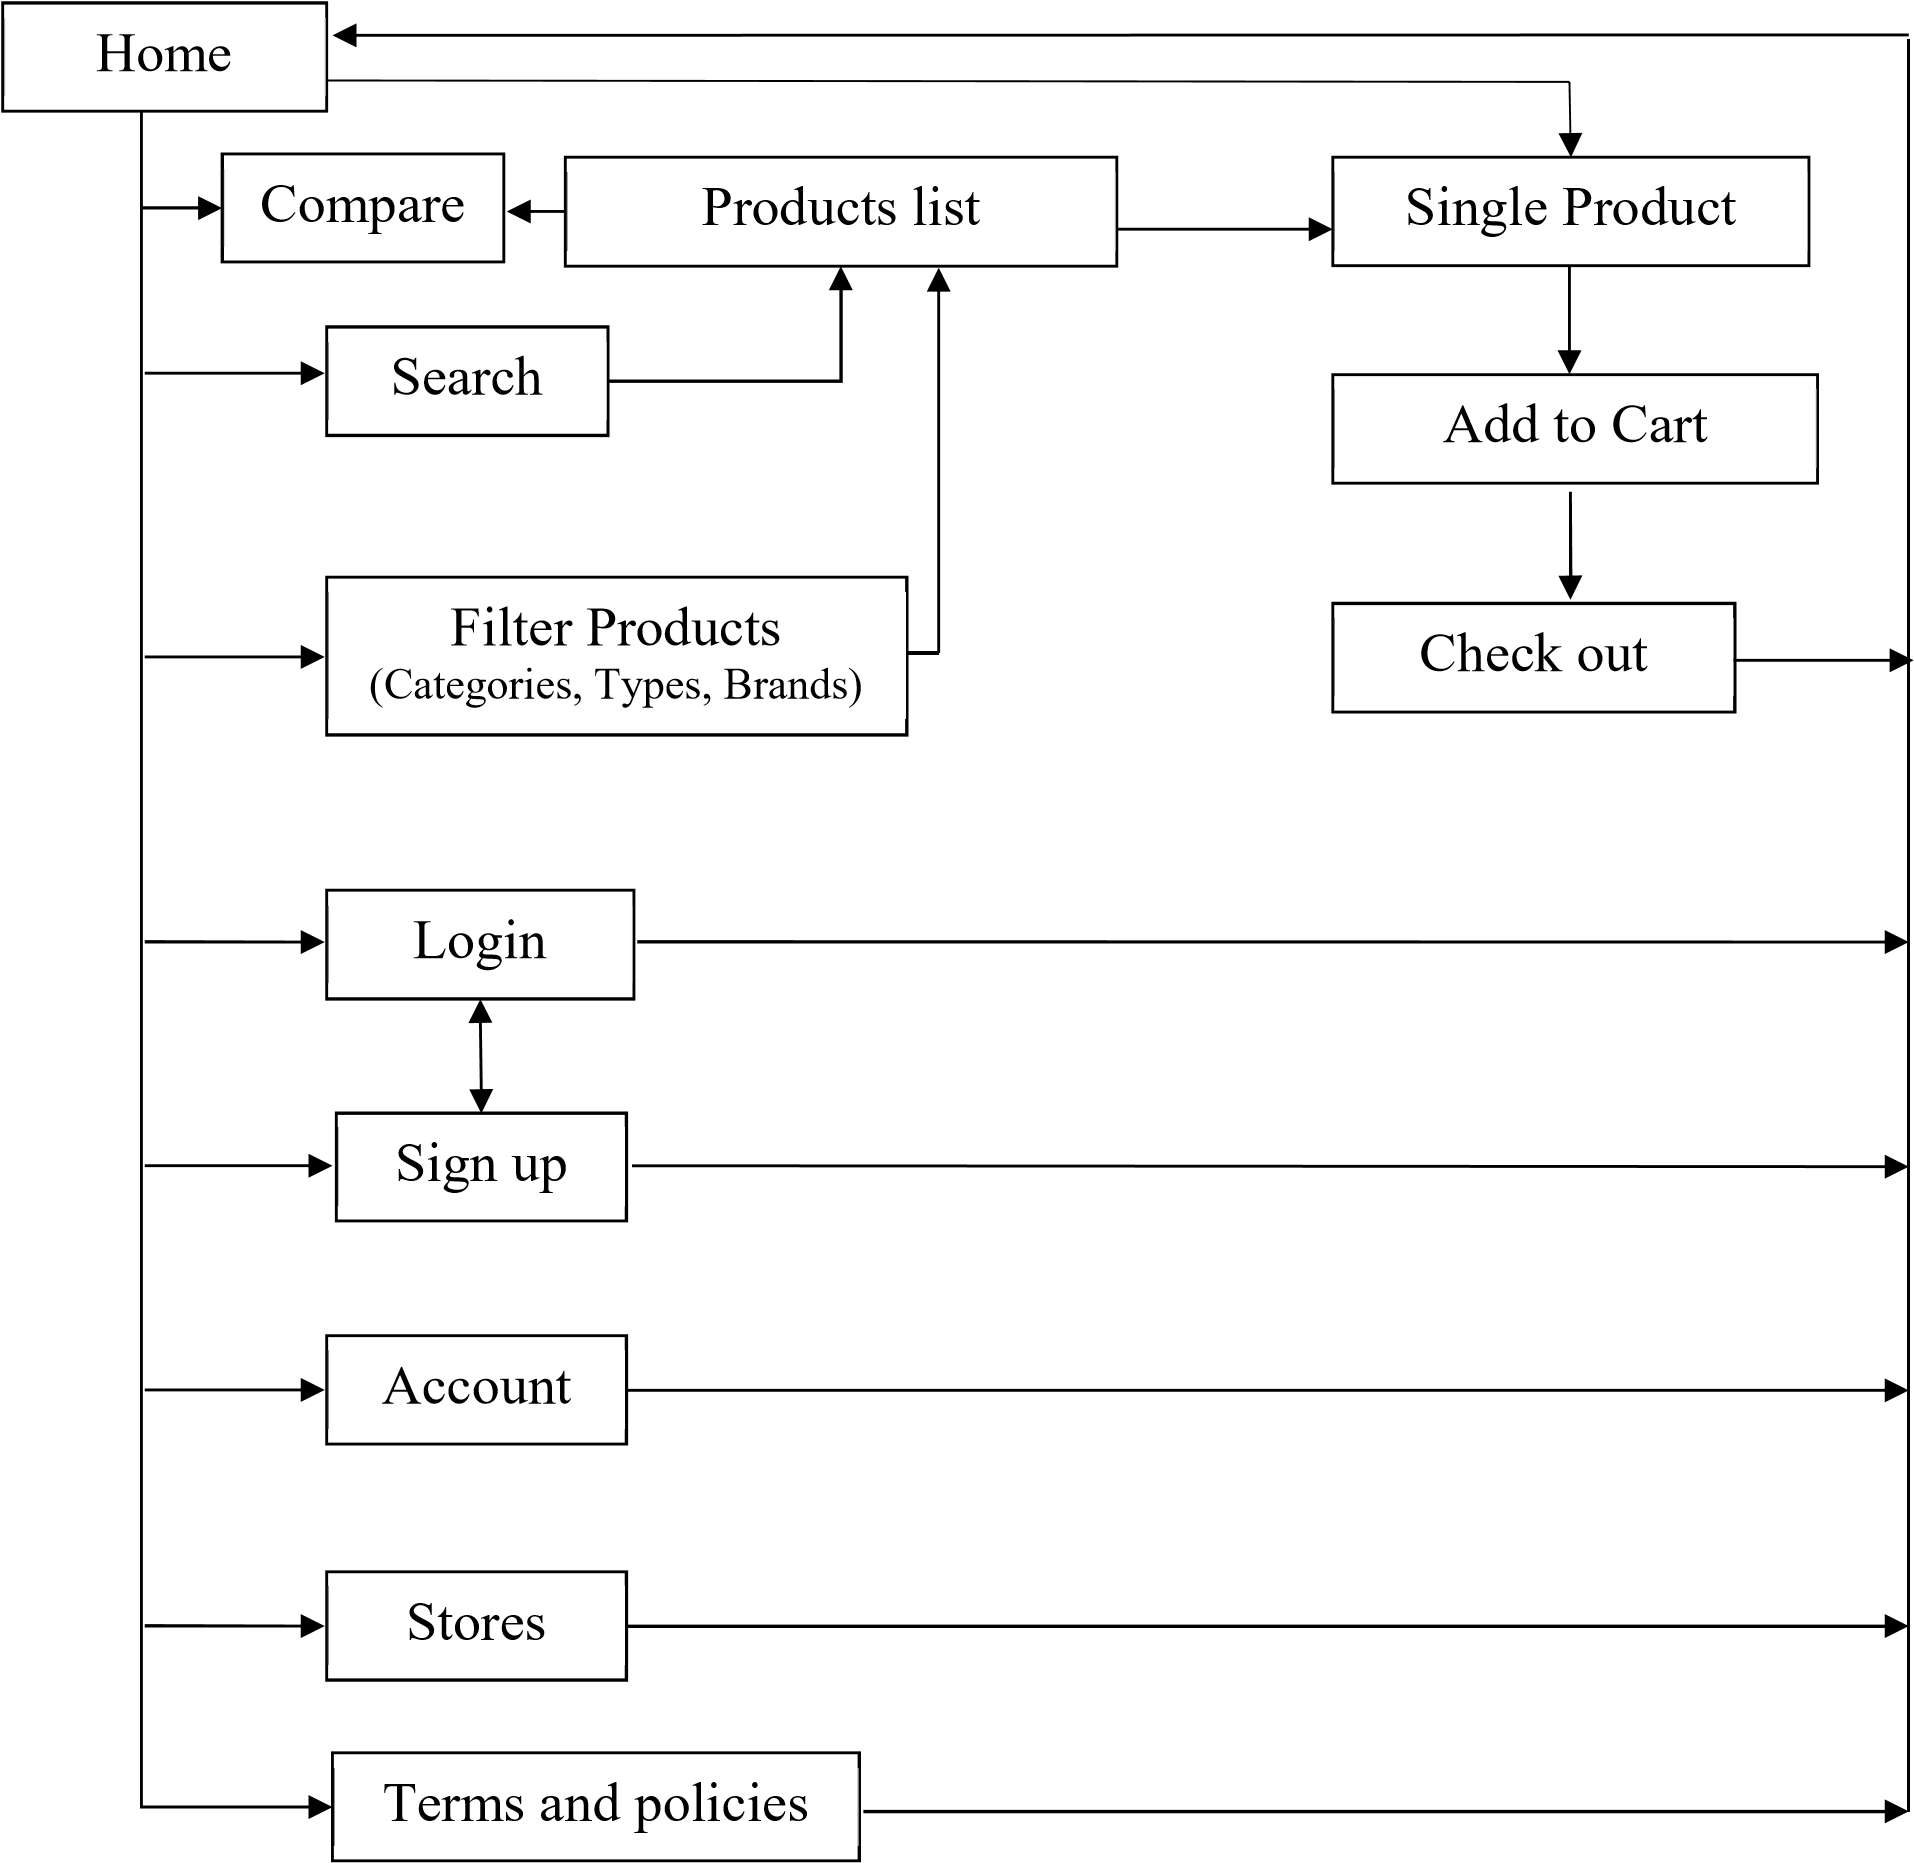 Home
Compare
Products list
Single Product
Search
Add to Cart
Filter Products
(Categories, Types, Brands)
Check out
Login
Sign up
Account
Stores
Terms and policies